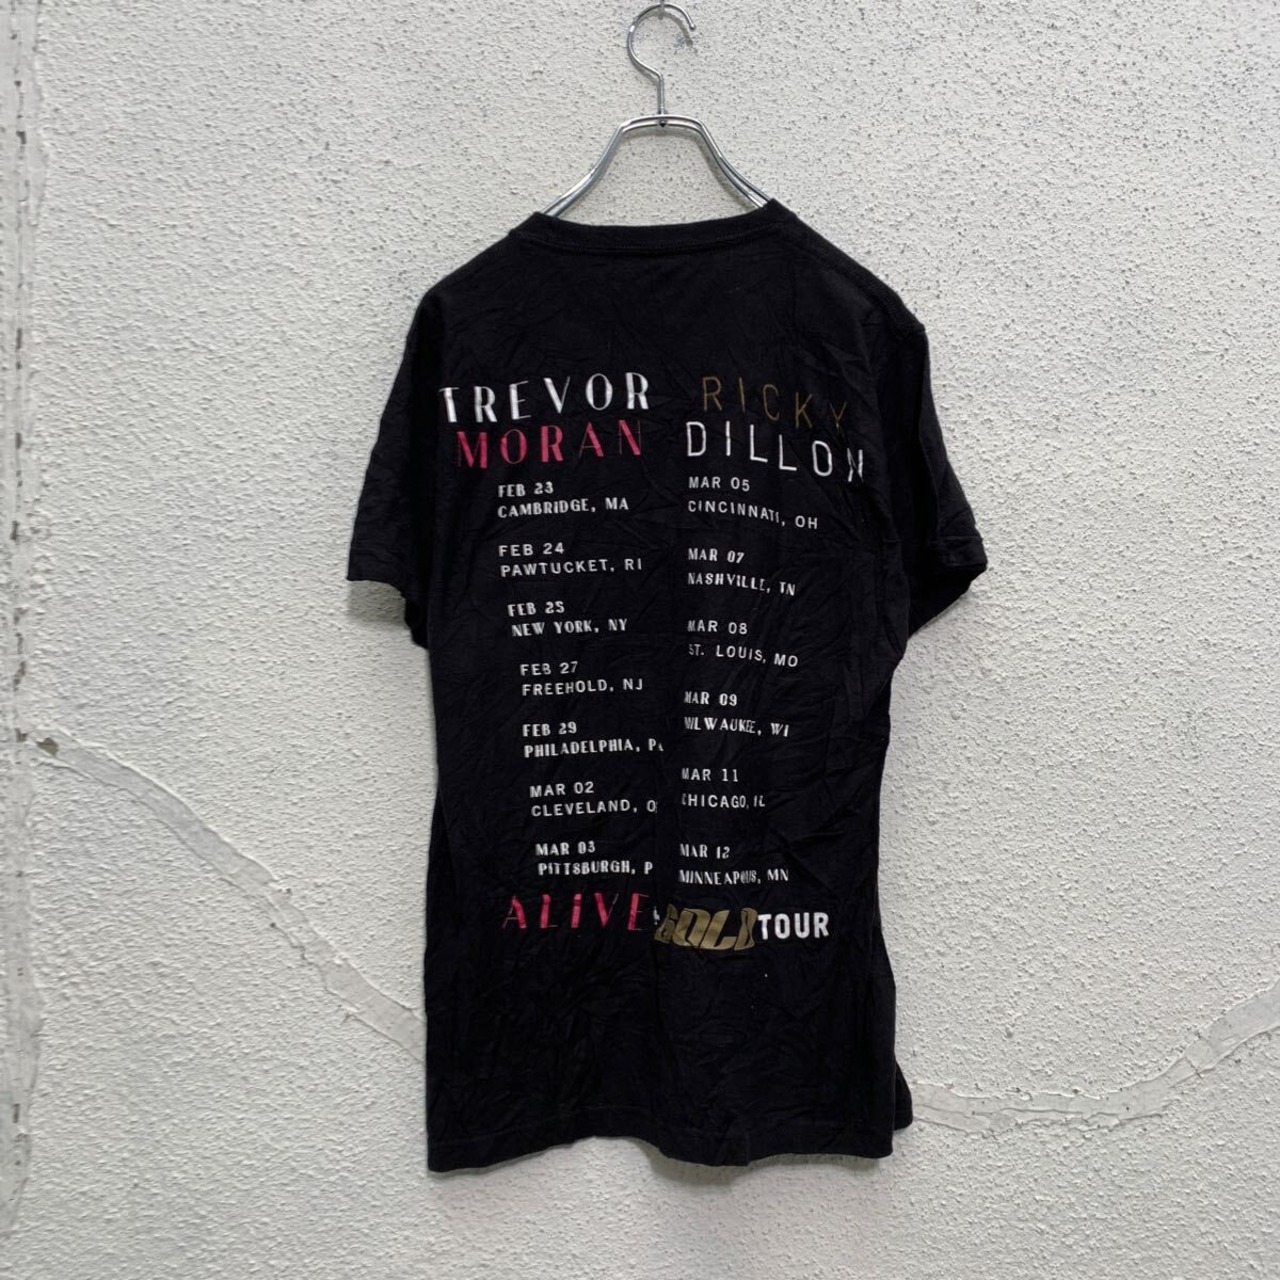 TREVOR
MORAN
FEB 23
CAMBRIDGE, MA
FEB 24
PAWTUCKET, RI
FEB 25
NEW YORK, NY
FEB 27
FREEHOLD, NJ
FEB 29
PHILADELPHIA, PA
MAR 02
CLEVELAND,
MAR 03
PITTSBURGH,
RICKY
DILLON
MAR 05
CINCINNATI, OH
MAR 07
NASHVILLE, TN
MAR 08
ST. LOUIS, MO
MAR 09
MILWAUKEE, WI
MAR 11
CHICAGO, IL
MAR 12
MINNEAPOLIS, MN
ALIVE GOLD TOUR